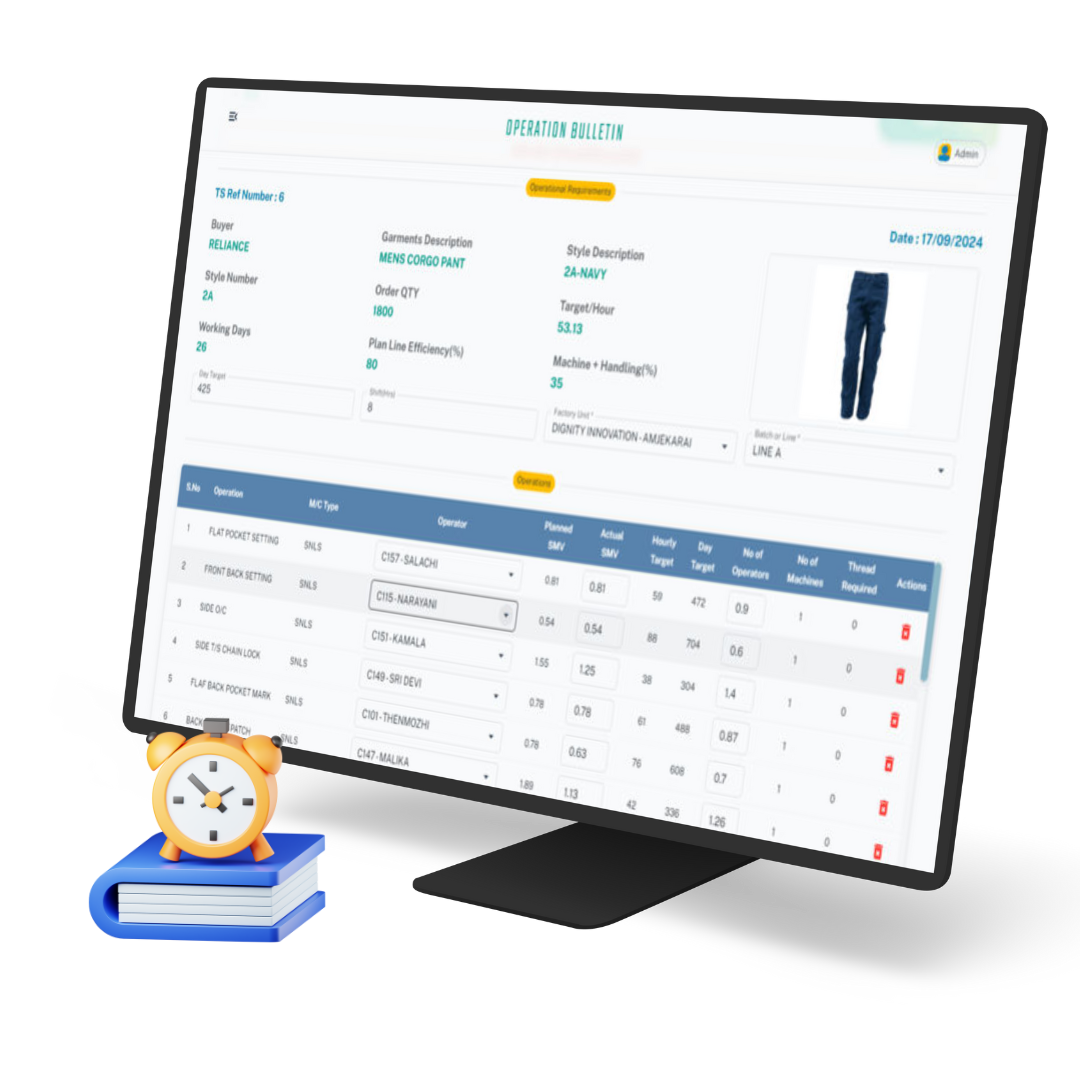 OPERATION BULLETIN
Admin
Operational Requirements
TS Ref Number : 6
Date : 17/09/2024
Buyer
RELIANCE
Garments Description
MENS CORGO PANT
Style Description
2A-NAVY
Style Number
2A
Order QTY
1800
Target/Hour
53.13
Working Days
26
Plan Line Efficiency(%)
80
Machine + Handling(%)
35
Day Target
425
Shift(Hrs)
8
Factory Unit *
DIGNITY INNOVATION - AMJEKARAI
Batch or Line *
LINE A
Operations
S.No Operation M/C Type Operator Planned SMV Actual SMV Hourly Target Day Target No of Operators No of Machines Thread Required Actions
1 FLAT POCKET SETTING SNLS C157 - SALACHI 0.81 0.81 59 472 0.9 1 0
2 FRONT BACK SETTING SNLS C115 - NARAYANI 0.54 0.54 88 704 0.6 1 0
3 SIDE O/C SNLS C151 - KAMALA 1.55 1.25 38 304 1.4 1 0
4 SIDE T/S CHAIN LOCK SNLS C149 - SRI DEVI 0.78 0.78 61 488 0.87 1 0
5 FLAF BACK POCKET MARK SNLS C101 - THENMOZHI 0.78 0.63 76 608 0.7 1 0
6 BACK PATCH SNLS C147 - MALIKA 1.89 1.13 42 336 1.26 1 0